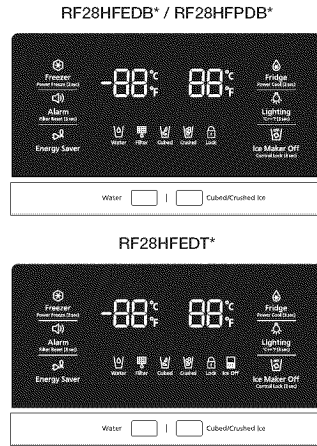 RF28HFEDB* / RF28HFPDB*
-88 °C °F 88 °C °F
Freezer
Power Freeze (3 sec)
Fridge
Power Cool (3 sec)
Alarm
Filter Reset (3 sec)
Lighting
°C↔°F (3 sec)
Energy Saver
Water Filter Cubed Crushed Lock
Ice Maker Off
Control Lock (3 sec)
Water | Cubed/Crushed Ice
RF28HFEDT*
-88 °C °F 88 °C °F
Freezer
Power Freeze (3 sec)
Fridge
Power Cool (3 sec)
Alarm
Filter Reset (3 sec)
Lighting
°C↔°F (3 sec)
Energy Saver
Water Filter Cubed Crushed Lock Ice Off
Ice Maker Off
Control Lock (3 sec)
Water | Cubed/Crushed Ice